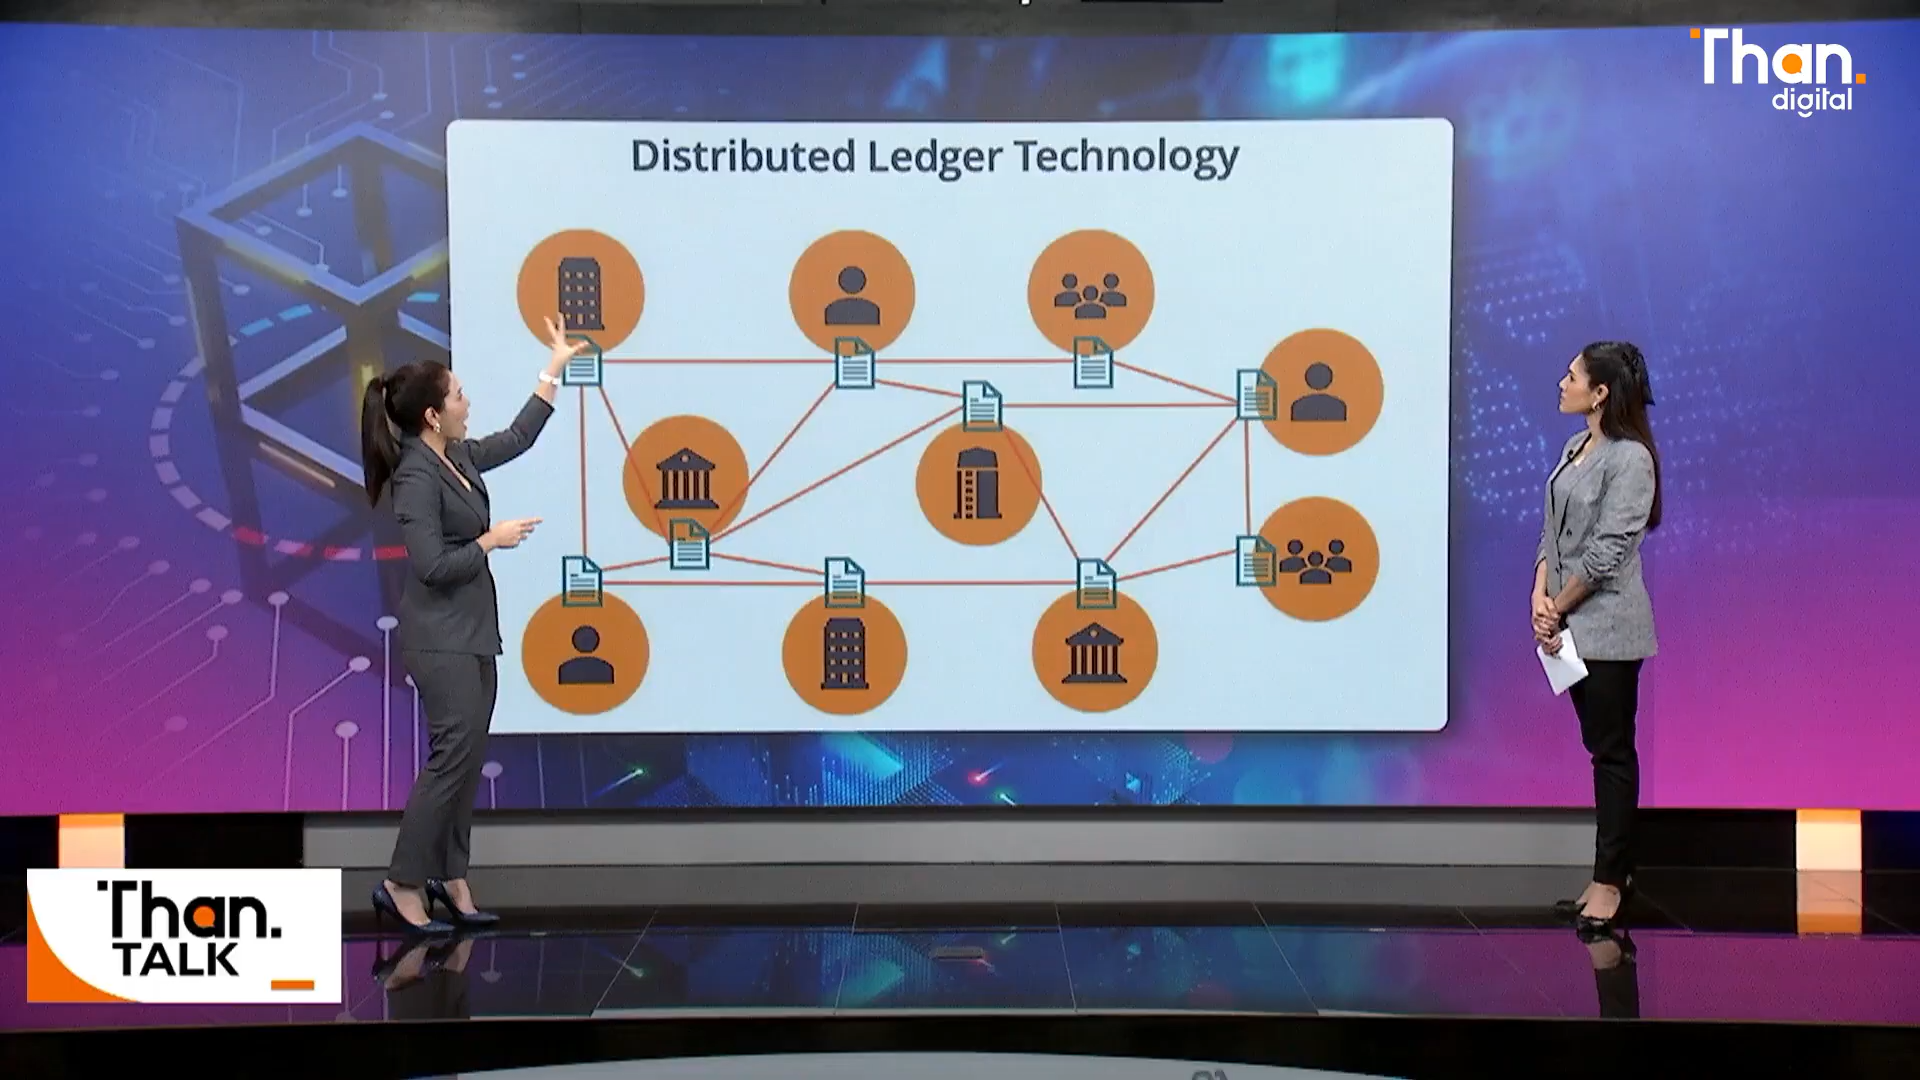 Than.
digital
Distributed Ledger Technology
Than.
TALK